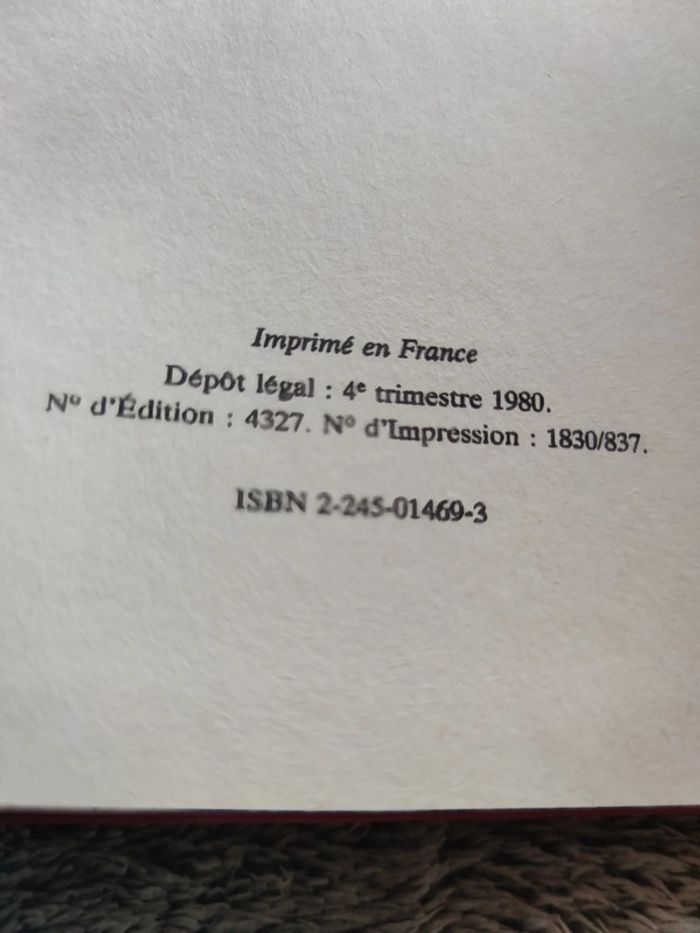 Imprimé en France
Dépôt légal : 4e trimestre 1980.
No d'Édition : 4327. No d'Impression : 1830/837.
ISBN 2-245-01469-3